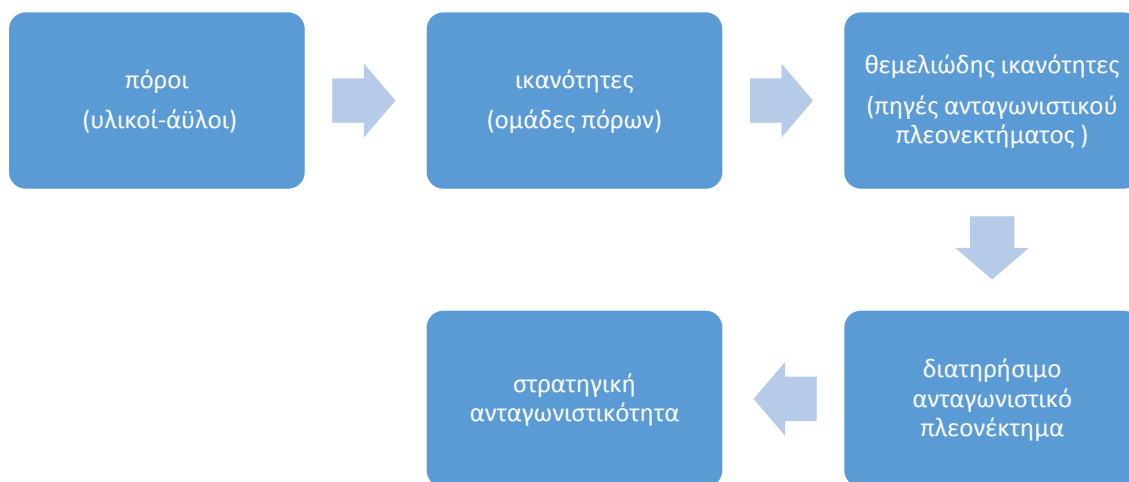 πόροι
(υλικοί-άϋλοι)
ικανότητες
(ομάδες πόρων)
θεμελιώδης ικανότητες
(πηγές ανταγωνιστικού
πλεονεκτήματος )
διατηρήσιμο
ανταγωνιστικό
πλεονέκτημα
στρατηγική
ανταγωνιστικότητα